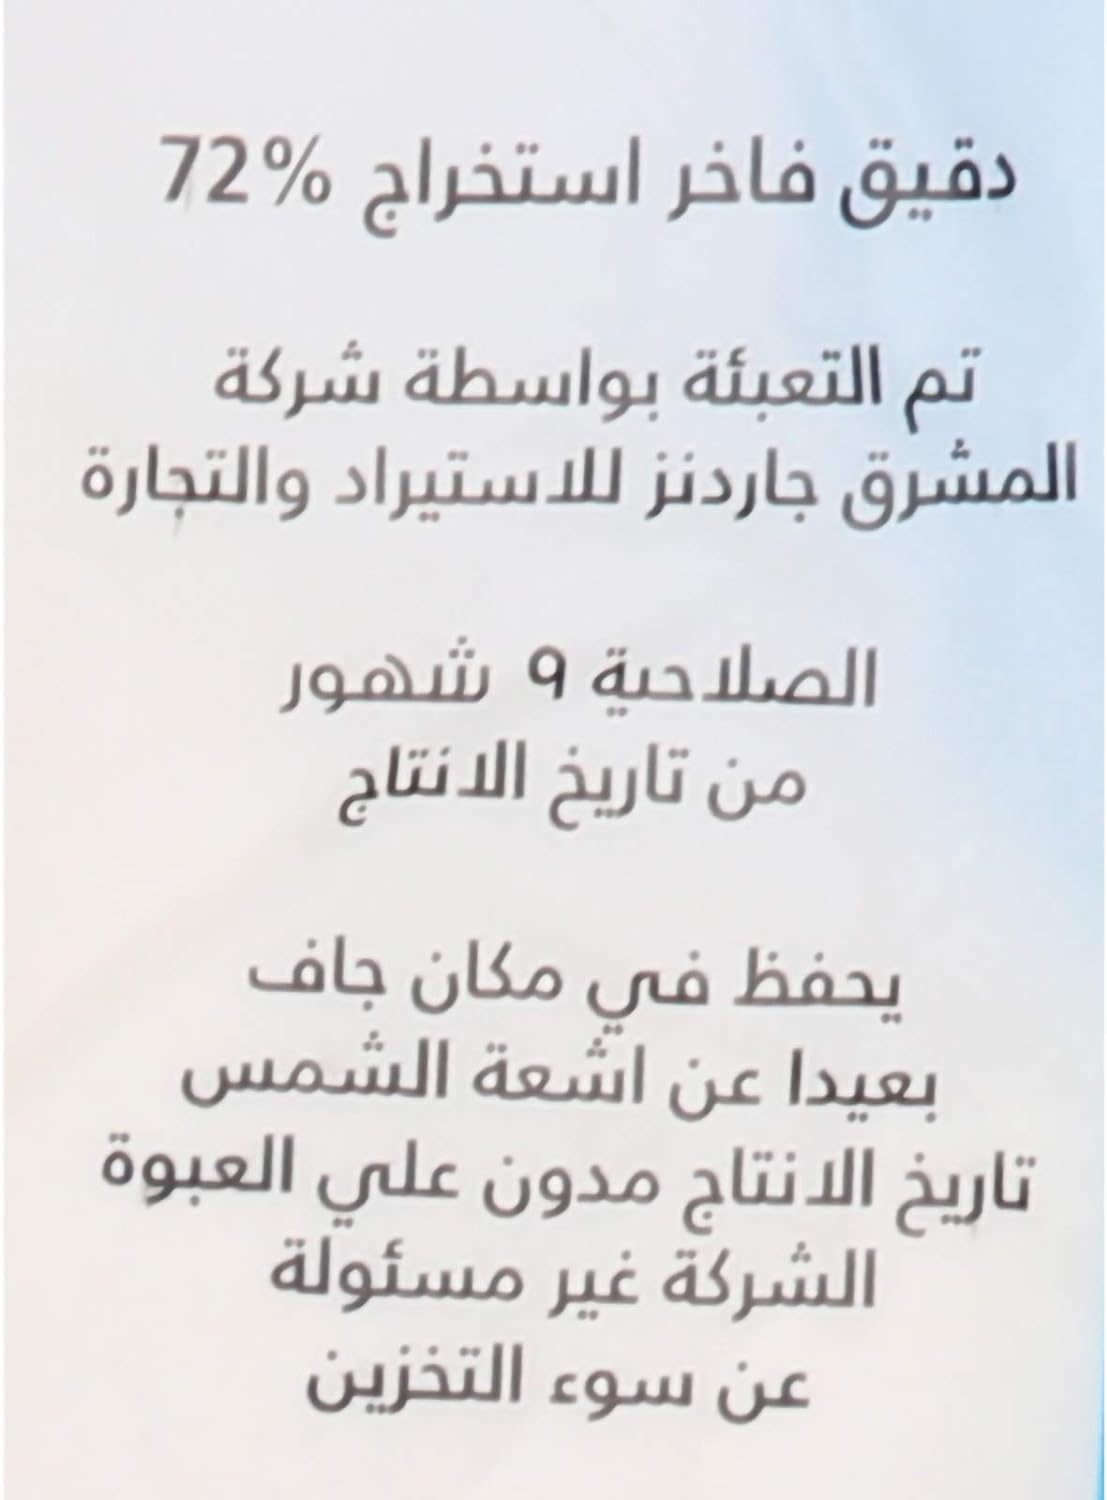 دقيق فاخر استخراج 72%
تم التعبئة بواسطة شركة
المشرق جاردنز للاستيراد والتجارة
الصلاحية ٩ شهور
من تاريخ الانتاج
يحفظ في مكان جاف
بعيدا عن اشعة الشمس
تاريخ الانتاج مدون علي العبوة
الشركة غير مسئولة
عن سوء التخزين